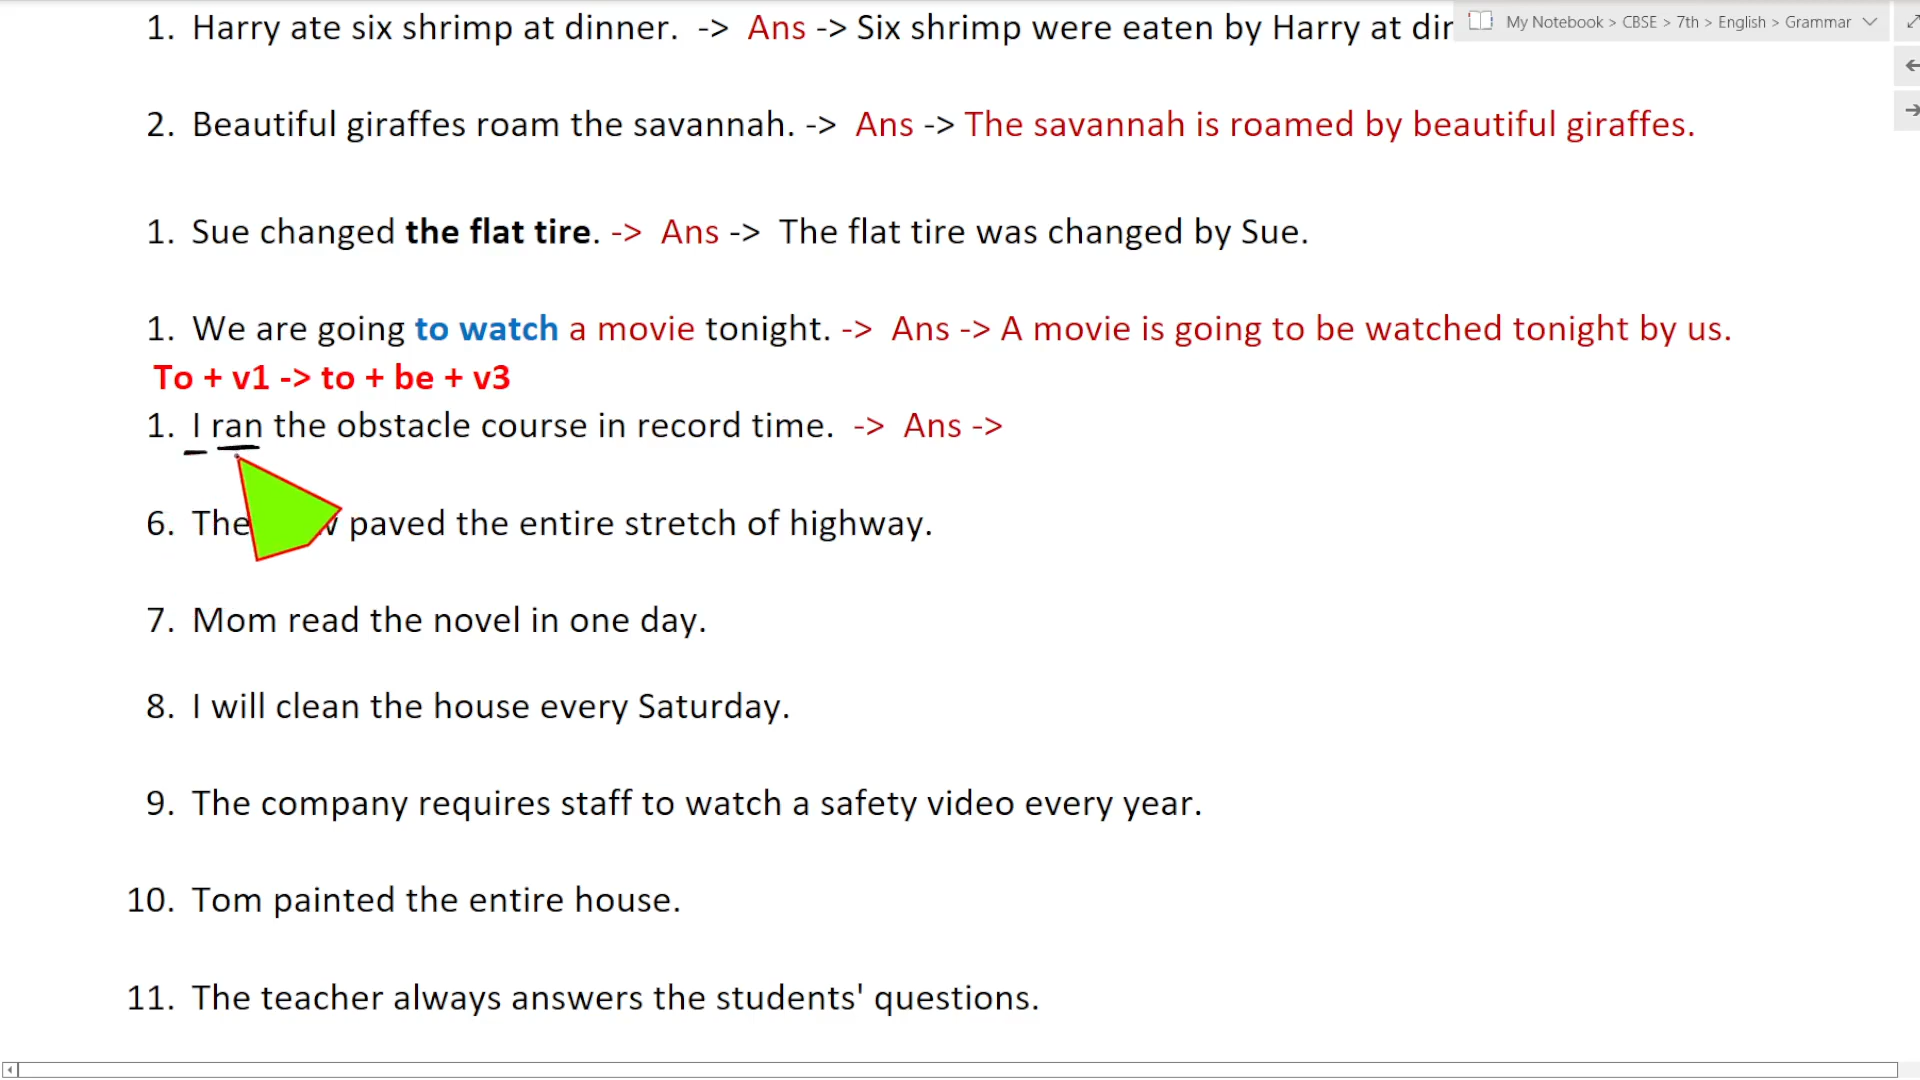 My Notebook > CBSE > 7th > English > Grammar
1. Harry ate six shrimp at dinner. -> Ans -> Six shrimp were eaten by Harry at
2. Beautiful giraffes roam the savannah. -> Ans -> The savannah is roamed by beautiful giraffes.
1. Sue changed the flat tire. -> Ans -> The flat tire was changed by Sue.
1. We are going to watch a movie tonight. -> Ans -> A movie is going to be watched tonight by us.
To + v1 -> to + be + v3
1. I ran the obstacle course in record time. -> Ans ->
6. The paved the entire stretch of highway.
7. Mom read the novel in one day.
8. I will clean the house every Saturday.
9. The company requires staff to watch a safety video every year.
10. Tom painted the entire house.
11. The teacher always answers the students' questions.